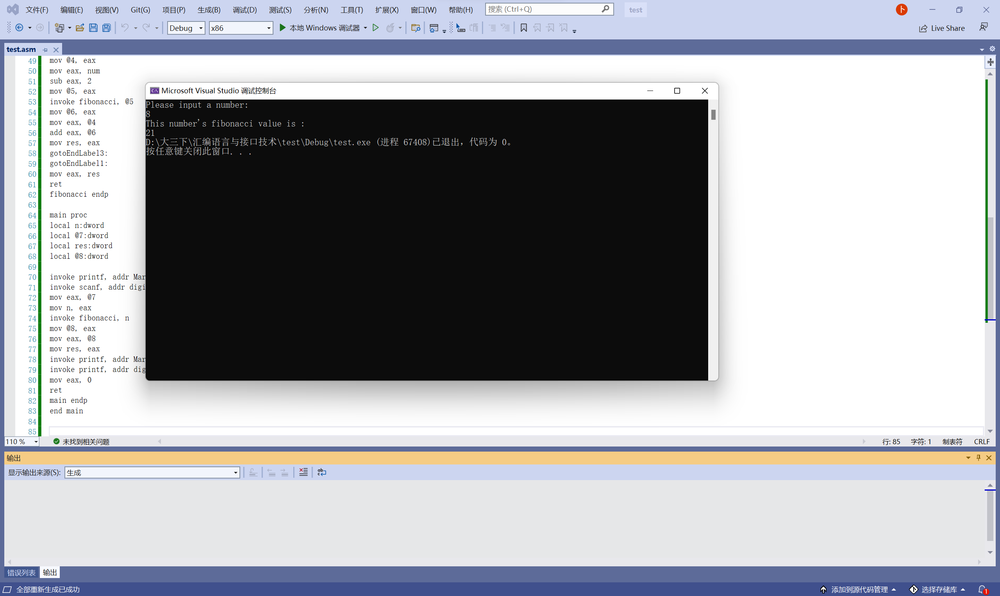 文件(F) 编辑(E) 视图(V) Git(G) 项目(P) 生成(B) 调试(D) 测试(S) 分析(N) 工具(T) 扩展(X) 窗口(W) 帮助(H) 搜索 (Ctrl+Q) test 卜
Debug x86 本地 Windows 调试器 Live Share
test.asm
49 mov @4, eax
50 mov eax, num
51 sub eax, 2
52 mov @5, eax
53 invoke fibonacci, @5
54 mov @6, eax
55 mov eax, @4
56 add eax, @6
57 mov res, eax
58 gotoEndLabel3:
59 gotoEndLabel1:
60 mov eax, res
61 ret
62 fibonacci endp
63
64 main proc
65 local n:dword
66 local @7:dword
67 local res:dword
68 local @8:dword
69
70 invoke printf, addr Mar
71 invoke scanf, addr digi
72 mov eax, @7
73 mov n, eax
74 invoke fibonacci, n
75 mov @8, eax
76 mov eax, @8
77 mov res, eax
78 invoke printf, addr Mar
79 invoke printf, addr dig
80 mov eax, 0
81 ret
82 main endp
83 end main
84
85
Microsoft Visual Studio 调试控制台
Please input a number:
8
This number's fibonacci value is :
21
D:\大三下\汇编语言与接口技术\test\Debug\test.exe (进程 67408)已退出，代码为 0。
按任意键关闭此窗口. . .
110 % 未找到相关问题 行: 85 字符: 1 制表符 CRLF
输出
显示输出来源(S): 生成
错误列表 输出
全部重新生成已成功 添加到源代码管理 选择存储库 1